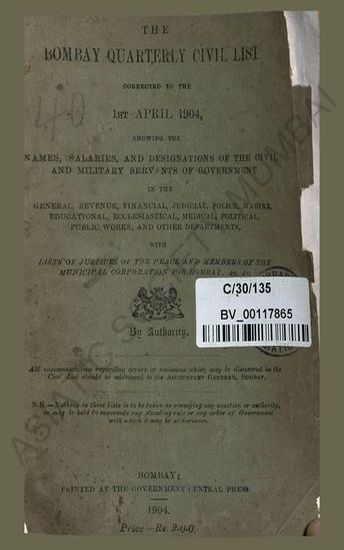 THE
BOMBAY QUARTERLY CIVIL LIST
CORRECTED TO THE
1ST APRIL 1904,
SHOWING THE
NAMES, SALARIES, AND DESIGNATIONS OF THE CIVIL
AND MILITARY SERVANTS OF GOVERNMENT
IN THE
GENERAL, REVENUE, FINANCIAL, JUDICIAL, POLICE, MARINE,
EDUCATIONAL, ECCLESIASTICAL, MEDICAL, POLITICAL,
PUBLIC WORKS, AND OTHER DEPARTMENTS,
WITH
LISTS OF JUSTICES OF THE PEACE AND MEMBERS OF THE
MUNICIPAL CORPORATION FOR BOMBAY, &c. &c.
C/30/135
BV_00117865
By Authority.
All communications regarding errors or omissions which may be discovered in the
Civil List should be addressed to the ACCOUNTANT GENERAL, BOMBAY.
N.B.—Nothing in these lists is to be taken as conveying any sanction or authority,
or may be held to supersede any standing rule or any order of Government
with which it may be at variance.
BOMBAY:
PRINTED AT THE GOVERNMENT CENTRAL PRESS
1904.
Price—Rs. 2-0-0.